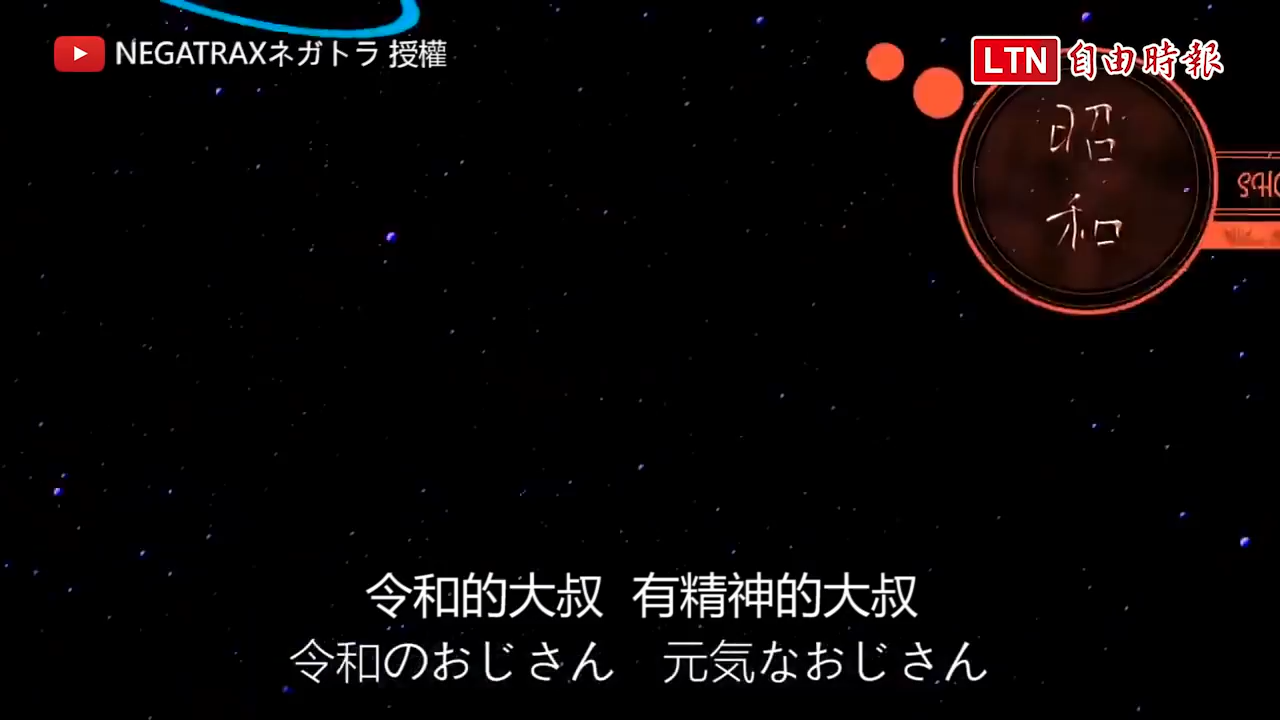 NEGATRAXネガトラ 授權
LTN 自由時報
昭和
令和的大叔 有精神的大叔
令和のおじさん 元気なおじさん